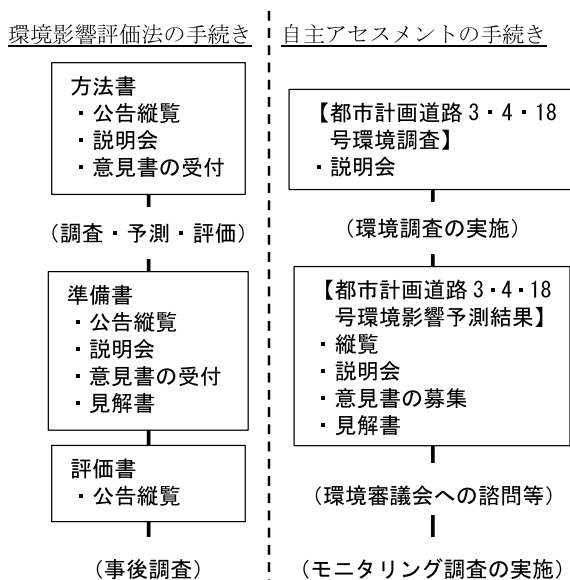 環境影響評価法の手続き
方法書
・公告縦覧
・説明会
・意見書の受付
(調査・予測・評価)
準備書
・公告縦覧
・説明会
・意見書の受付
・見解書
評価書
・公告縦覧
(事後調査)
自主アセスメントの手続き
【都市計画道路3・4・18
号環境調査】
・説明会
(環境調査の実施)
【都市計画道路3・4・18
号環境影響予測結果】
・縦覧
・説明会
・意見書の募集
・見解書
(環境審議会への諮問等)
(モニタリング調査の実施)